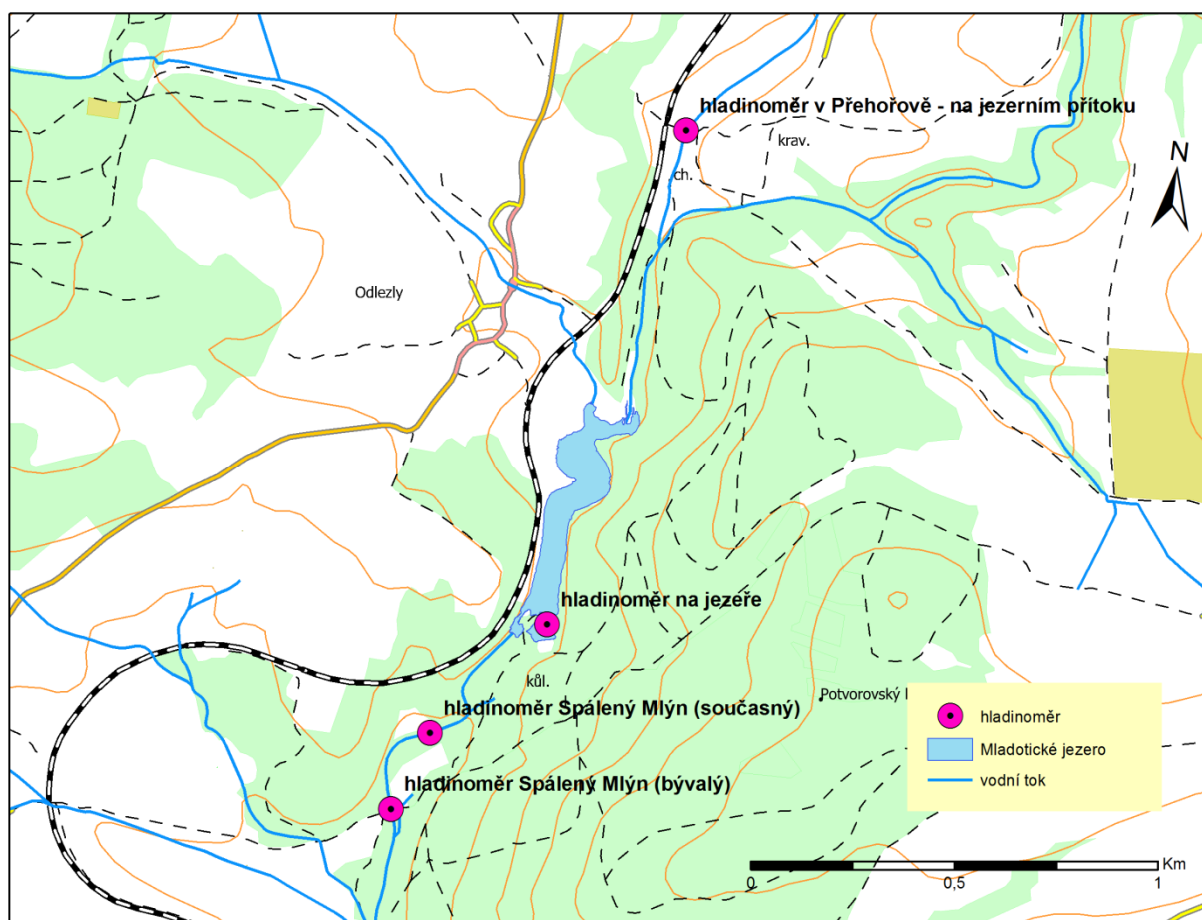 hladinoměr v Přehořově - na jezerním přítoku
krav.
N
ch.
Odlezly
hladinoměr na jezeře
kůl.
Potvorovský
hladinoměr Spálený Mlýn (současný)
hladinoměr
Mladotické jezero
vodní tok
hladinoměr Spálený Mlýn (bývalý)
Km
0
0,5
1